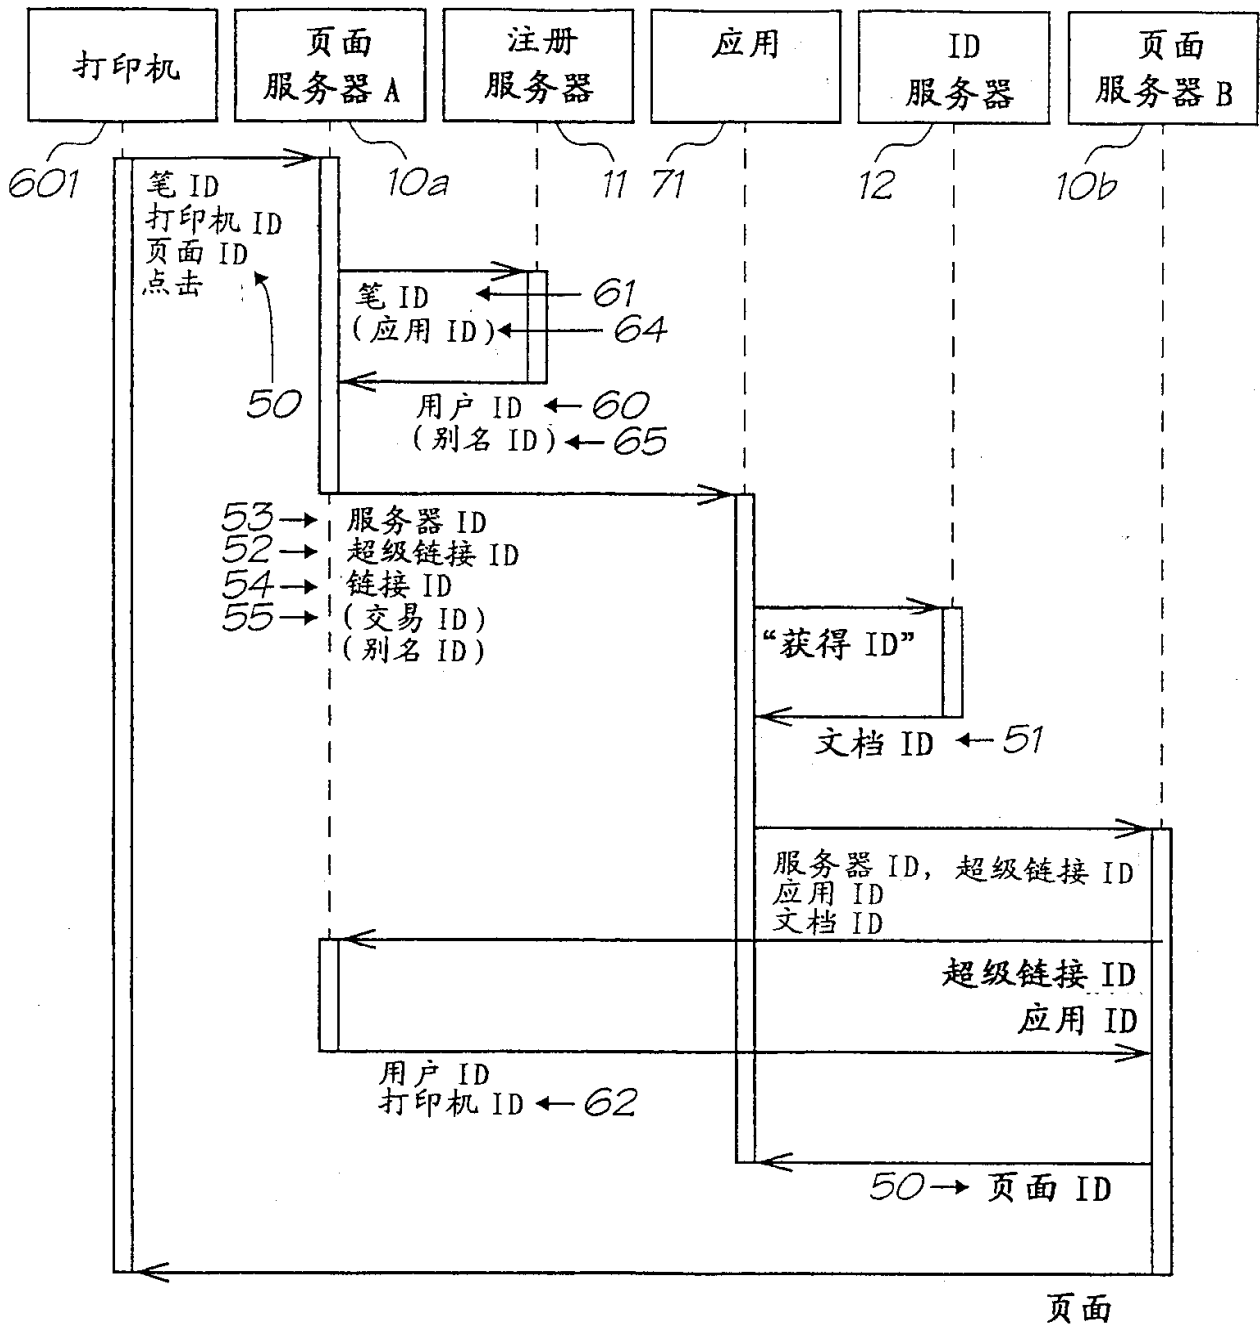 打印机
页面
服务器 A
注册
服务器
应用
ID
服务器
页面
服务器 B
601
10a
11
71
12
10b
笔 ID
打印机 ID
页面 ID
点击
50
笔 ID
61
(应用 ID)
64
用户 ID
60
(别名 ID)
65
53
服务器 ID
52
超级链接 ID
54
链接 ID
55
(交易 ID)
(别名 ID)
“获得 ID”
文档 ID
51
服务器 ID, 超级链接 ID
应用 ID
文档 ID
超级链接 ID
应用 ID
用户 ID
打印机 ID
62
50
页面 ID
页面